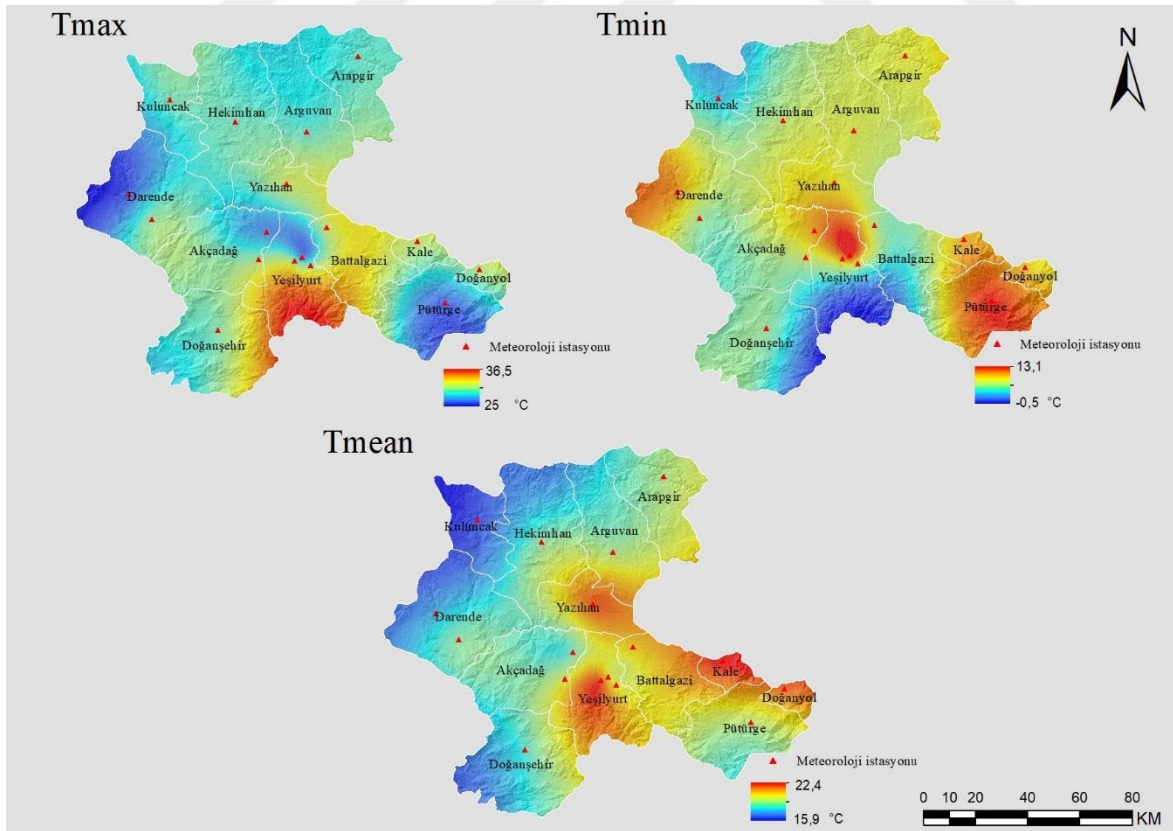 Tmax
Arapgir
Kuluncak
Hekimhan
Arguvan
Yazıhan
Darende
Akçadağ
Battalgazi
Kale
Yeşilyurt
Doğanyol
Pütürge
Doğanşehir
Meteoroloji istasyonu
36,5
25 °C
Tmin
N
Arapgir
Kuluncak
Hekimhan
Arguvan
Yazıhan
Darende
Akçadağ
Battalgazi
Kale
Yeşilyurt
Doğanyol
Pütürge
Doğanşehir
Meteoroloji istasyonu
13,1
-0,5 °C
Tmean
Arapgir
Kuluncak
Hekimhan
Arguvan
Yazıhan
Darende
Akçadağ
Battalgazi
Kale
Yeşilyurt
Doğanyol
Pütürge
Doğanşehir
Meteoroloji istasyonu
22,4
15,9 °C
0 10 20 40 60 80
KM